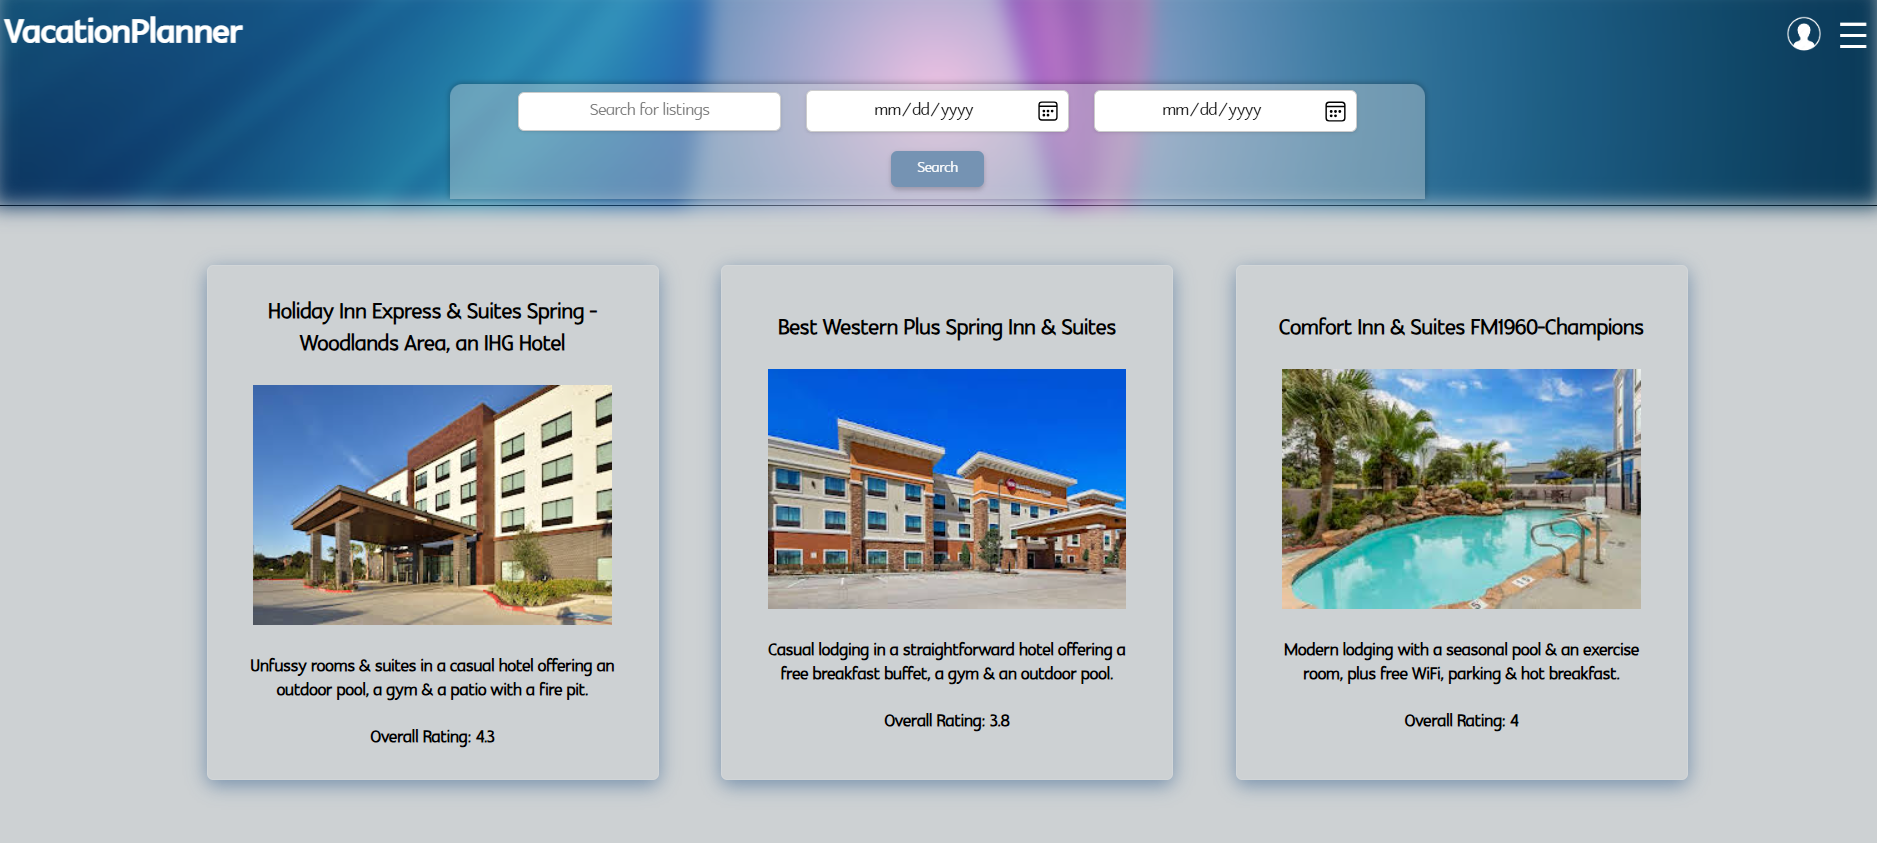 VacationPlanner
Search for listings
mm/dd/yyyy
mm/dd/yyyy
Search
Holiday Inn Express & Suites Spring -
Woodlands Area, an IHG Hotel
Unfussy rooms & suites in a casual hotel offering an
outdoor pool, a gym & a patio with a fire pit.
Overall Rating: 4.3
Best Western Plus Spring Inn & Suites
Casual lodging in a straightforward hotel offering a
free breakfast buffet, a gym & an outdoor pool.
Overall Rating: 3.8
Comfort Inn & Suites FM1960-Champions
Modern lodging with a seasonal pool & an exercise
room, plus free WiFi, parking & hot breakfast.
Overall Rating: 4